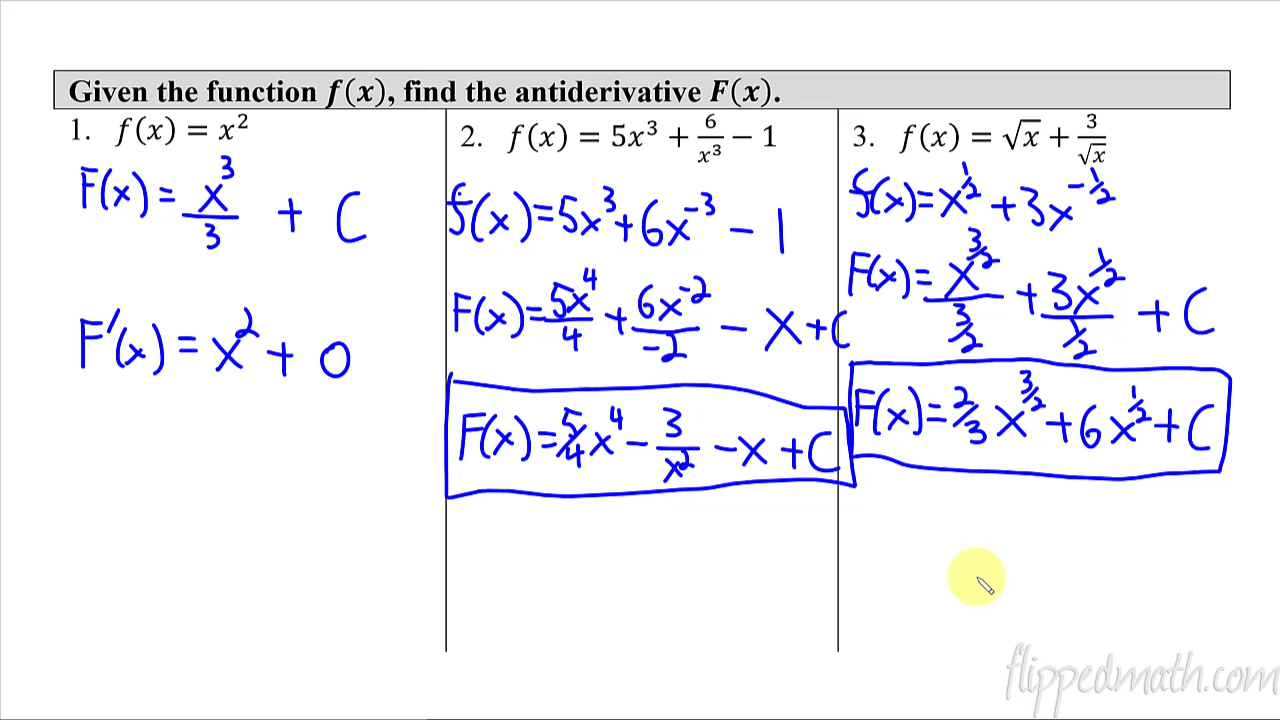 Given the function f(x), find the antiderivative F(x).
1. f(x) = x²
F(x) = x³/3 + C
F'(x) = x² + 0
2. f(x) = 5x³ + 6/x³ − 1
f(x) = 5x³ + 6x⁻³ − 1
F(x) = 5x⁴/4 + 6x⁻²/−2 − x + C
F(x) = 5/4 x⁴ − 3/x² − x + C
3. f(x) = √x + 3/√x
f(x) = x^(1/2) + 3x^(−1/2)
F(x) = x^(3/2)/(3/2) + 3x^(1/2)/(1/2) + C
F(x) = 2/3 x^(3/2) + 6x^(1/2) + C
flippedmath.com